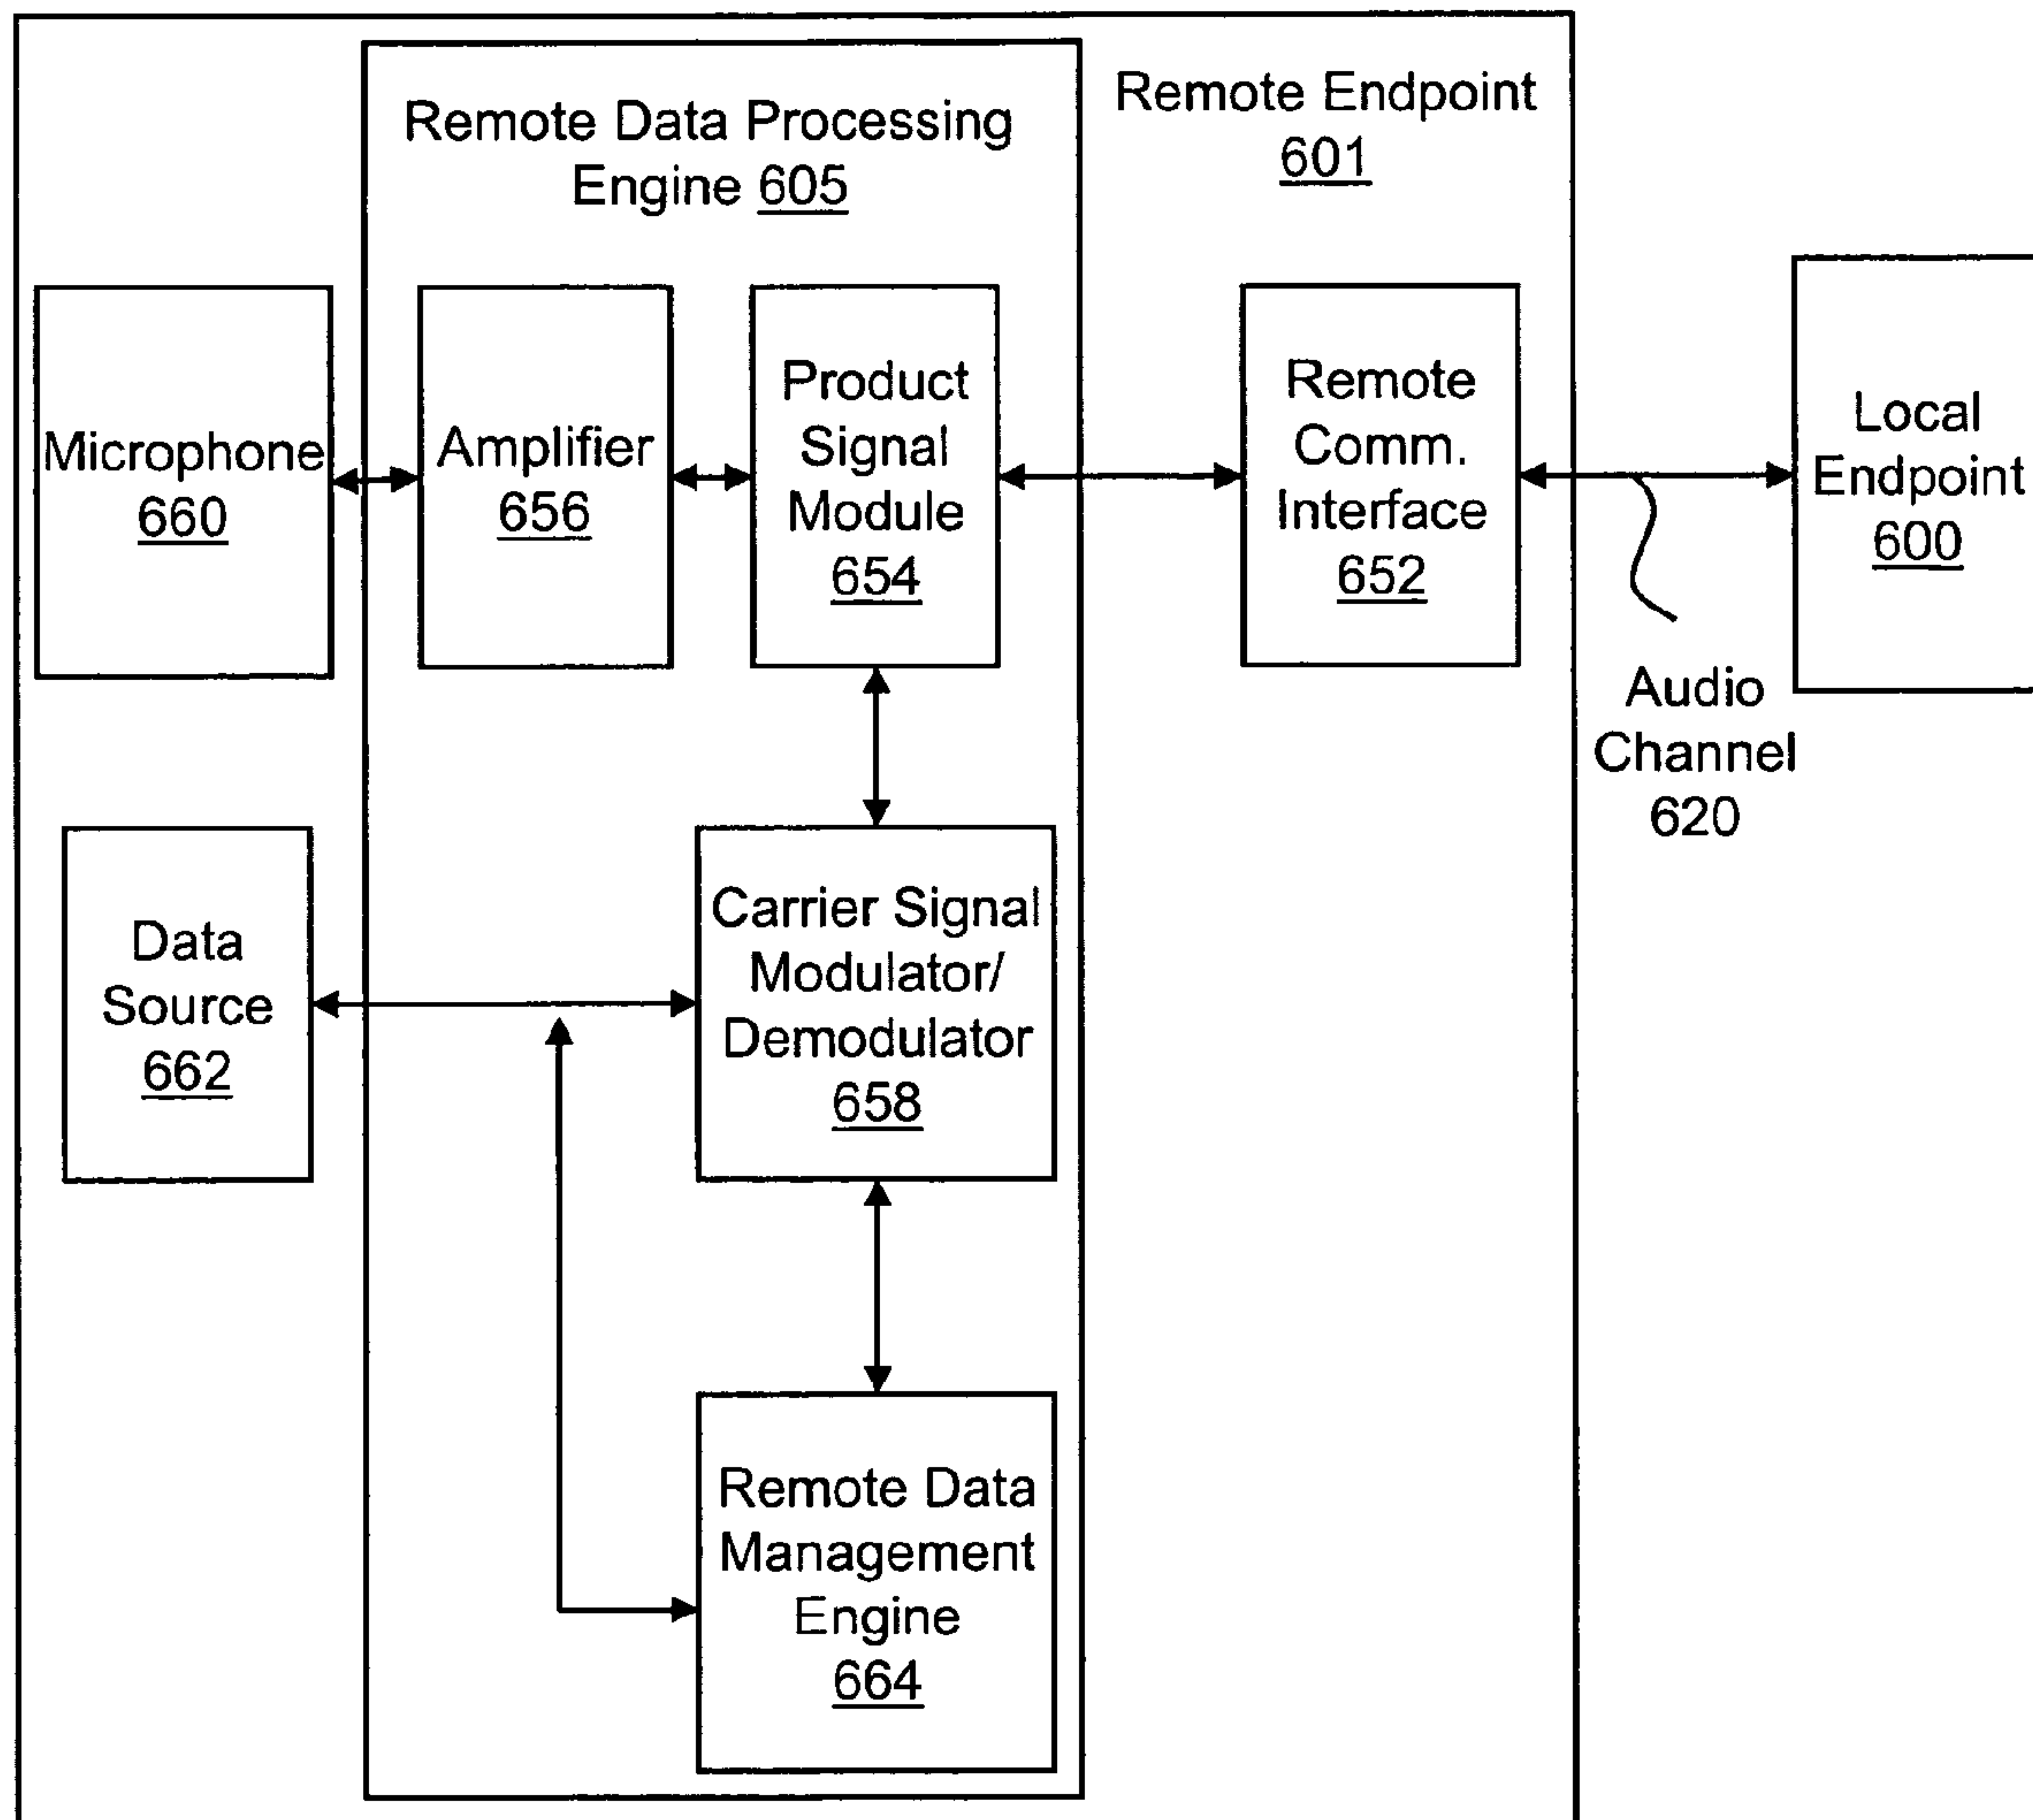 Remote Data Processing
Engine 605
Remote Endpoint
601
Microphone
660
Amplifier
656
Product
Signal
Module
654
Remote
Comm.
Interface
652
Local
Endpoint
600
Audio
Channel
620
Data
Source
662
Carrier Signal
Modulator/
Demodulator
658
Remote Data
Management
Engine
664